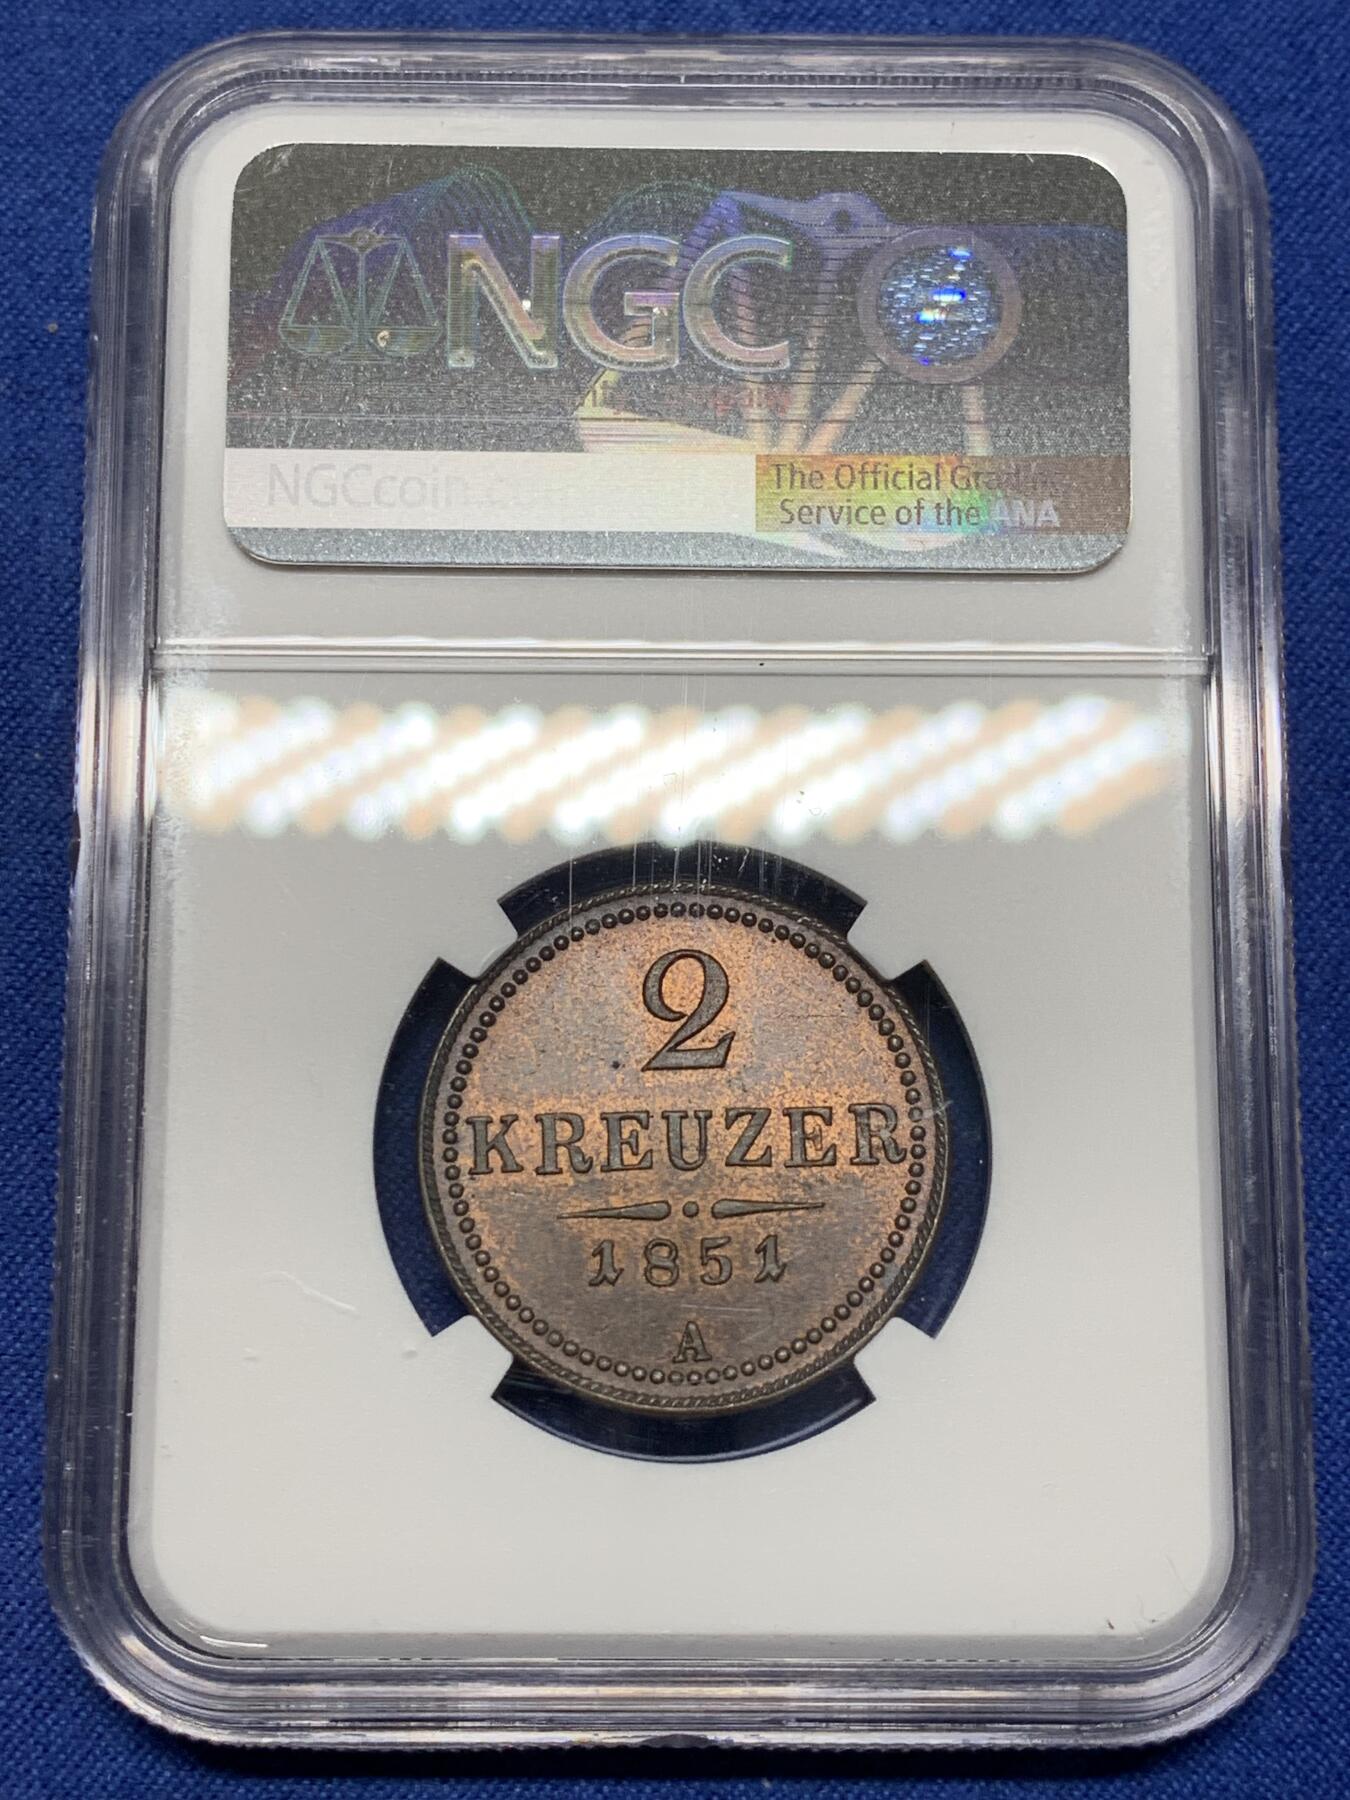 NGC
NGCcoin.com
The Official Grading
Service of the ANA
2
KREUZER
1851
A